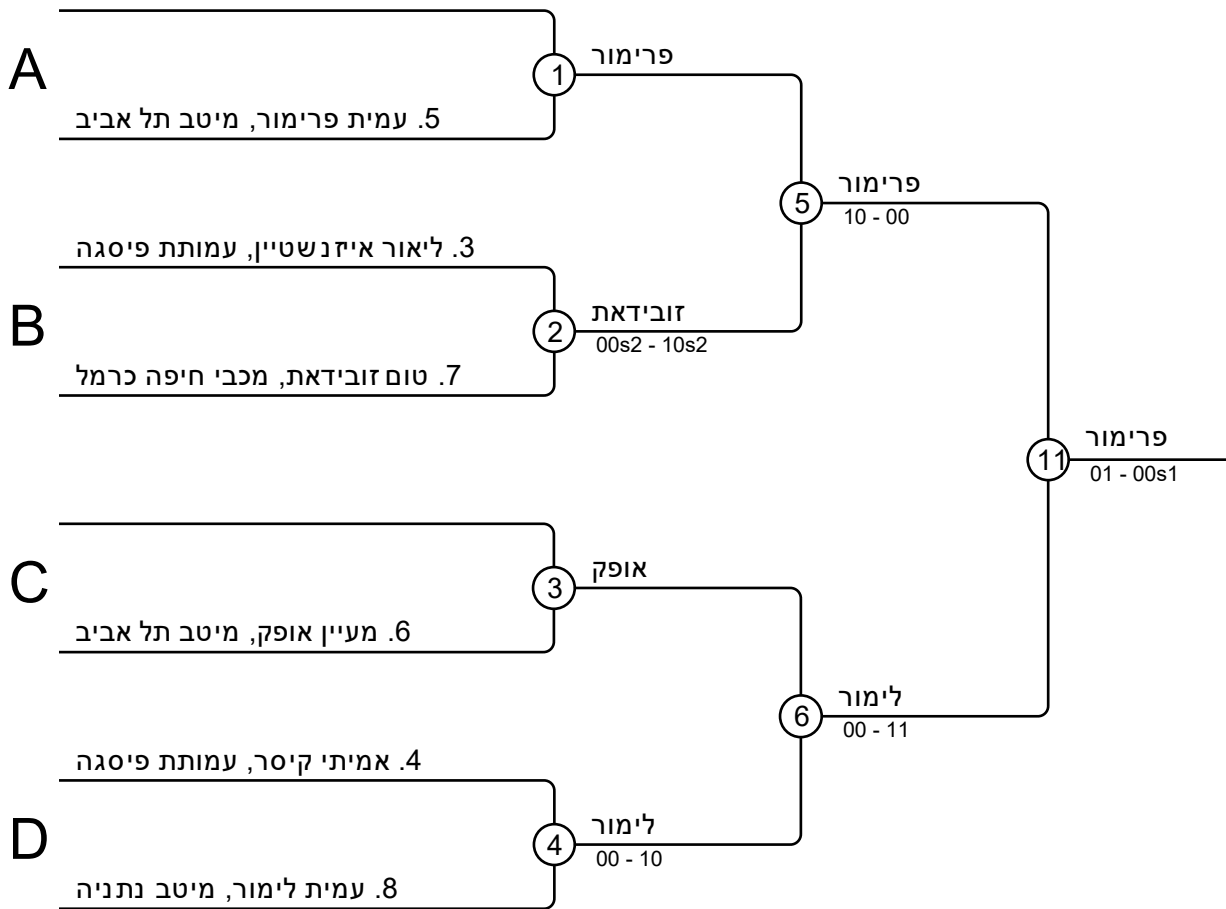 A
1
פרימור
5. עמית פרימור, מיטב תל אביב
5
פרימור
10 - 00
3. ליאור אייזנשטיין, עמותת פיסגה
B
2
זובידאת
00s2 - 10s2
7. טום זובידאת, מכבי חיפה כרמל
11
פרימור
01 - 00s1
C
3
אופק
6. מעיין אופק, מיטב תל אביב
6
לימור
00 - 11
4. אמיתי קיסר, עמותת פיסגה
D
4
לימור
00 - 10
8. עמית לימור, מיטב נתניה